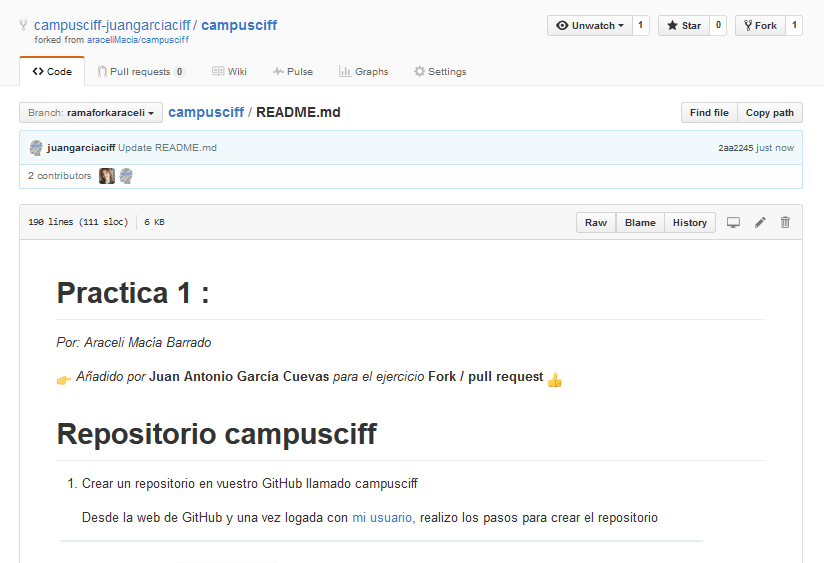 campusciff-juangarciaciff / campusciff
Unwatch 1 Star 0 Fork 1
forked from araceliMacia/campusciff
Code Pull requests 0 Wiki Pulse Graphs Settings
Branch: ramaforkaraceli campusciff / README.md Find file Copy path
juangarciaciff Update README.md 2aa2245 just now
2 contributors
190 lines (111 sloc) 6 KB Raw Blame History
Practica 1 :
Por: Araceli Macía Barrado
Añadido por Juan Antonio García Cuevas para el ejercicio Fork / pull request
Repositorio campusciff
1. Crear un repositorio en vuestro GitHub llamado campusciff
Desde la web de GitHub y una vez logada con mi usuario, realizo los pasos para crear el repositorio